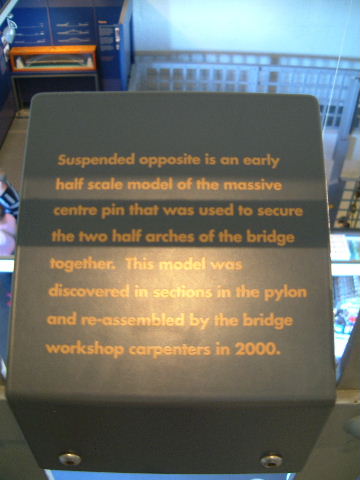 Suspended opposite is an early
half scale model of the massive
centre pin that was used to secure
the two half arches of the bridge
together. This model was
discovered in sections in the pylon
and re-assembled by the bridge
workshop carpenters in 2000.